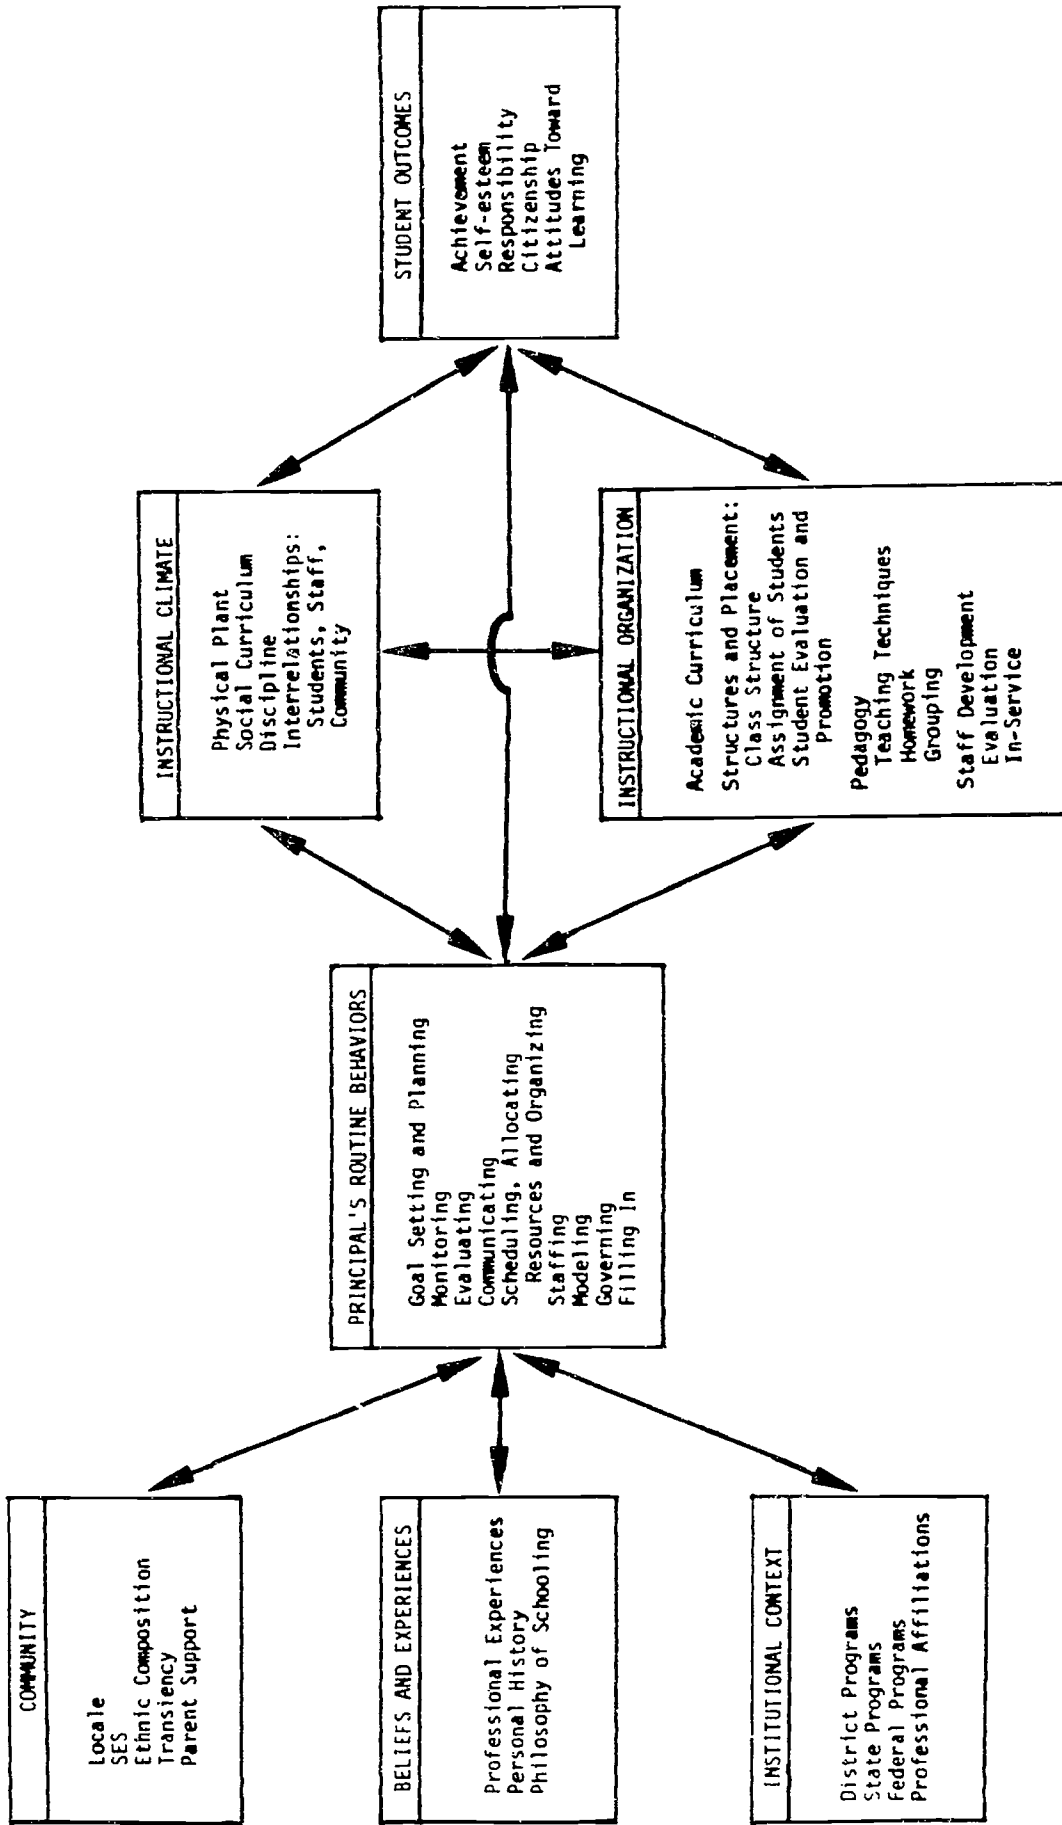 COMMUNITY
Locale
SES
Ethnic Composition
Transiency
Parent Support
BELIEFS AND EXPERIENCES
Professional Experiences
Personal History
Philosophy of Schooling
INSTITUTIONAL CONTEXT
District Programs
State Programs
Federal Programs
Professional Affiliations
PRINCIPAL'S ROUTINE BEHAVIORS
Goal Setting and Planning
Monitoring
Evaluating
Communicating
Scheduling, Allocating
Resources and Organizing
Staffing
Modeling
Governing
Filling In
INSTRUCTIONAL CLIMATE
Physical Plant
Social Curriculum
Discipline
Interrelationships:
Students, Staff,
Community
INSTRUCTIONAL ORGANIZATION
Academic Curriculum
Structures and Placement:
Class Structure
Assignment of Students
Student Evaluation and
Promotion
Pedagogy
Teaching Techniques
Homework
Grouping
Staff Development
Evaluation
In-Service
STUDENT OUTCOMES
Achievement
Self-esteem
Responsibility
Citizenship
Attitudes Toward
Learning